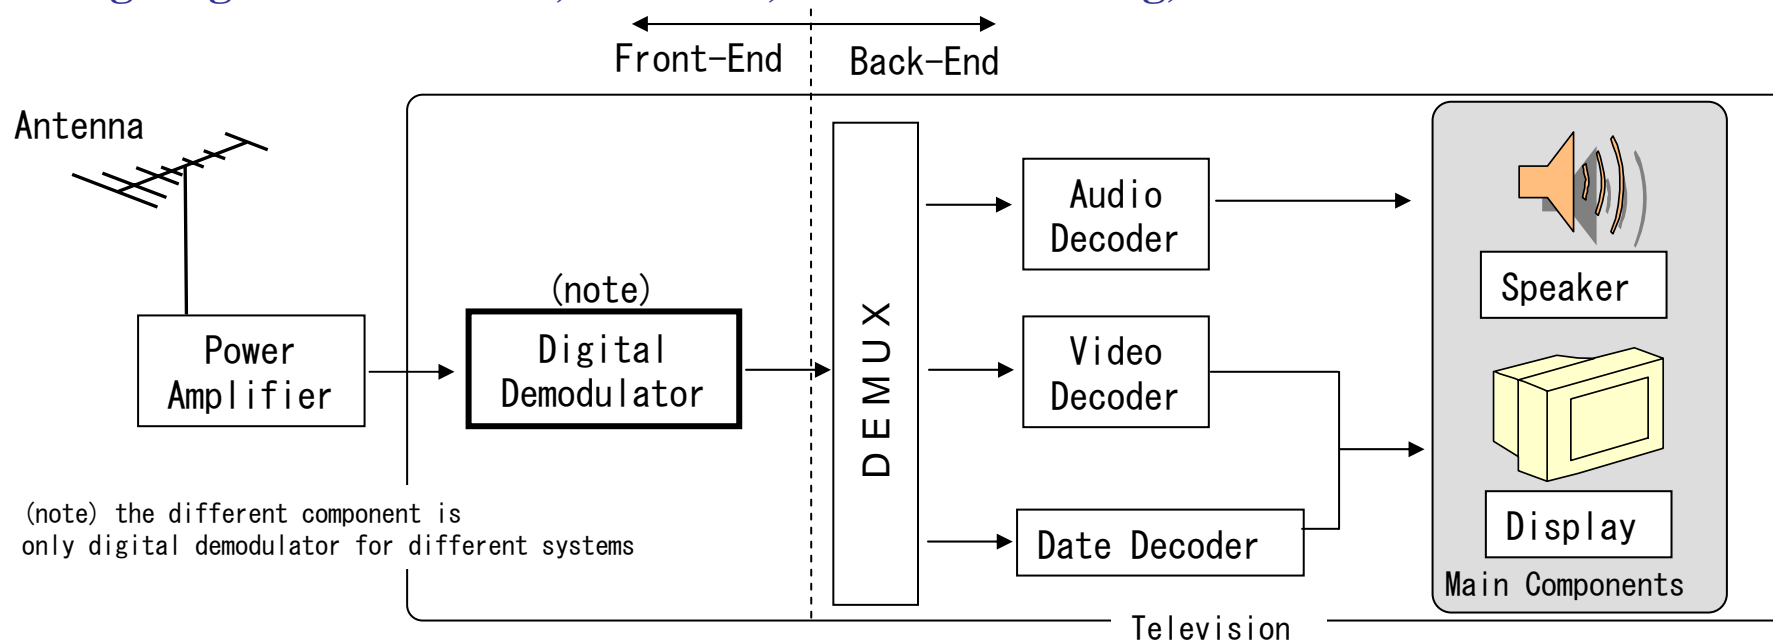 Front-End
Back-End
Antenna
Power
Amplifier
(note)
Digital
Demodulator
DEMUX
Audio
Decoder
Video
Decoder
Date Decoder
Speaker
Display
Main Components
Television
(note) the different component is
only digital demodulator for different systems